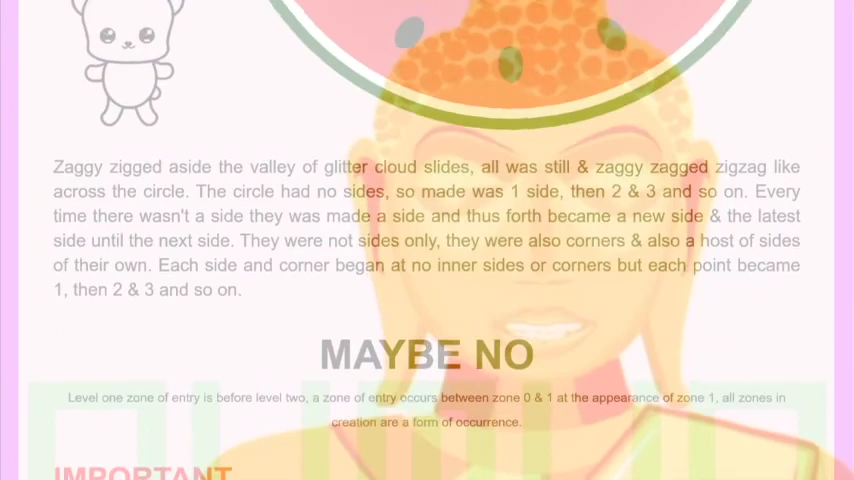 Zaggy zigged aside the valley of glitter cloud slides, all was still & zaggy zagged zigzag like
across the circle. The circle had no sides, so made was 1 side, then 2 & 3 and so on. Every
time there wasn't a side they was made a side and thus forth became a new side & the latest
side until the next side. They were not sides only, they were also corners & also a host of sides
of their own. Each side and corner began at no inner sides or corners but each point became
1, then 2 & 3 and so on.
MAYBE NO
Level one zone of entry is before level two, a zone of entry occurs between zone 0 & 1 at the appearance of zone 1, all zones in
creation are a form of occurrence.
IMPORTANT